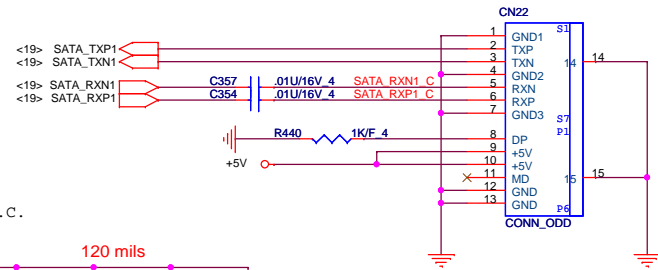 CN22
1 GND1 S1
<19> SATA_TXP1 2 TXP
<19> SATA_TXN1 3 TXN 14 14
4 GND2
<19> SATA_RXN1 C357 .01U/16V_4 SATA_RXN1_C 5 RXN
<19> SATA_RXP1 C354 .01U/16V_4 SATA_RXP1_C 6 RXP
7 GND3 S7
P1
R440 1K/F_4 8 DP
9 +5V
+5V 10 +5V
11 MD 15 15
12 GND
13 GND P6
.C.
CONN_ODD
120 mils